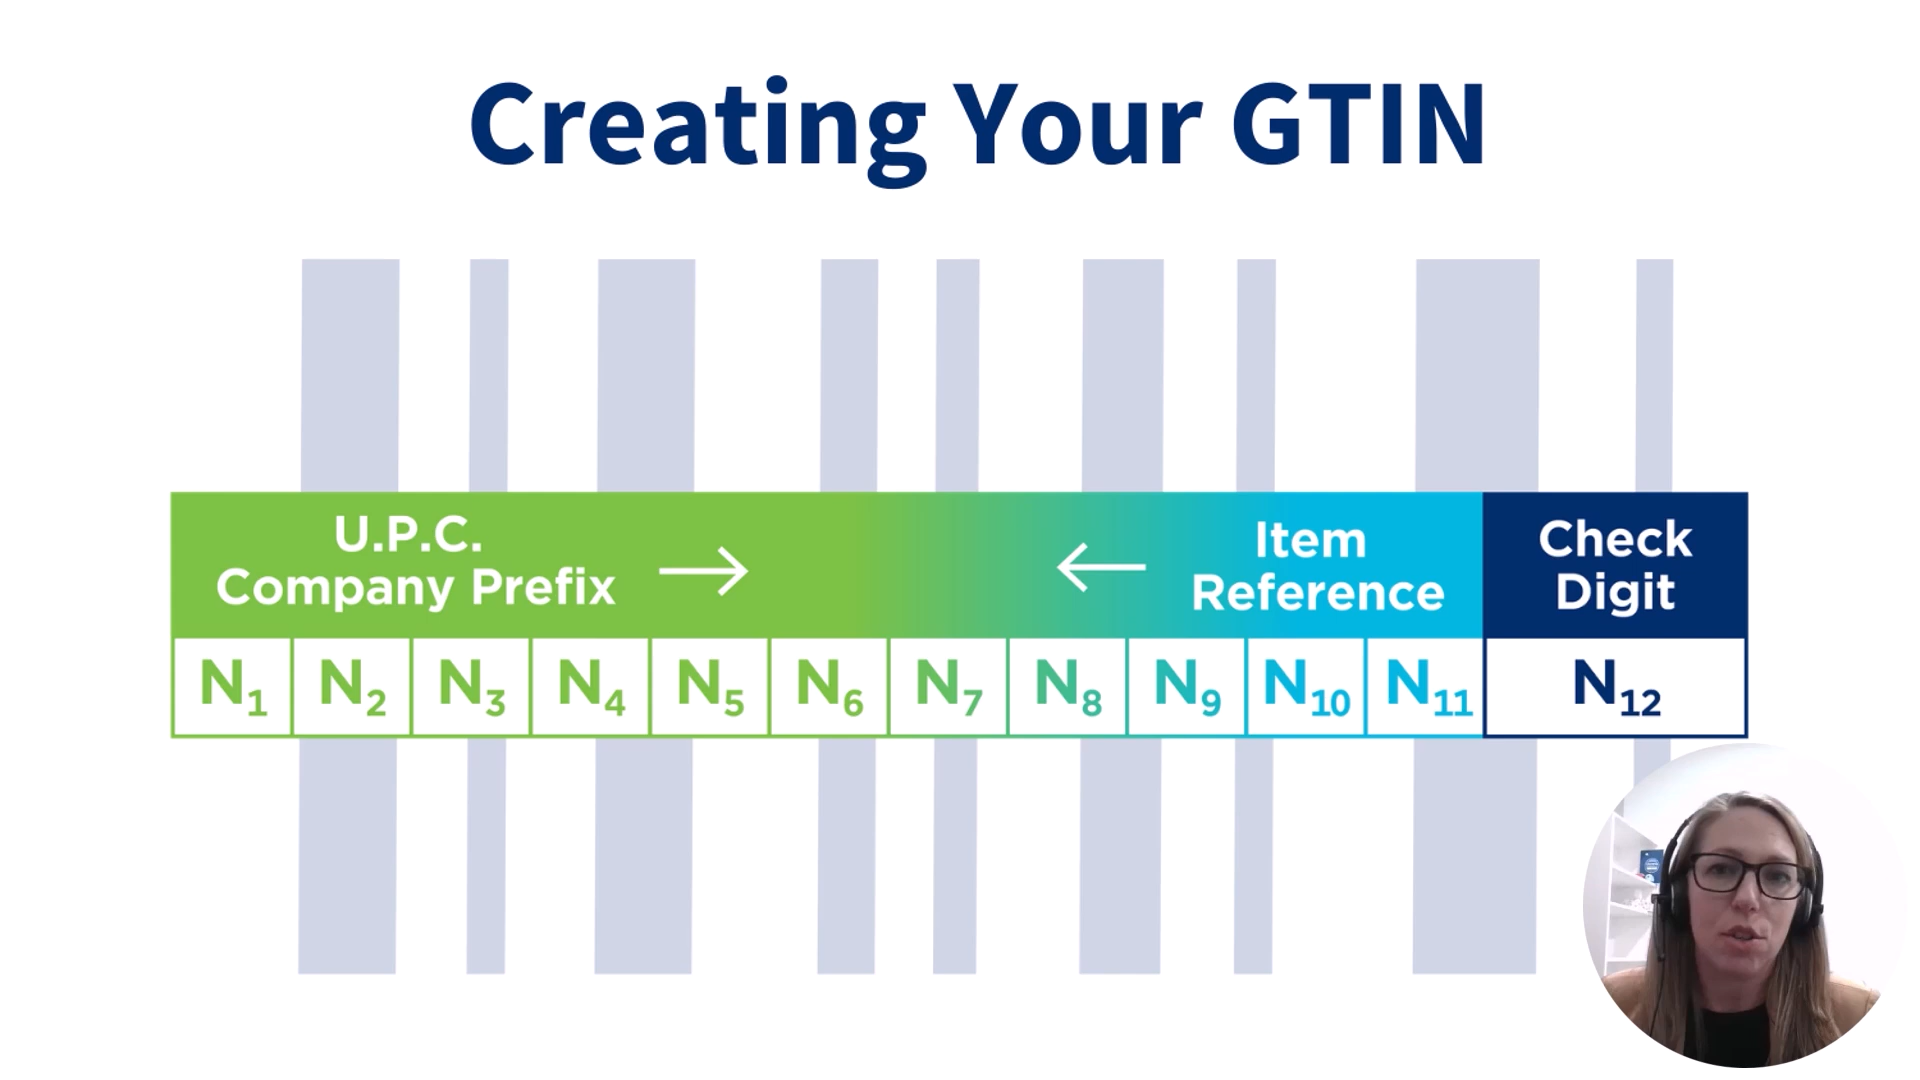 Creating Your GTIN
U.P.C.
Company Prefix
Item
Reference
Check
Digit
N1 N2 N3 N4 N5 N6 N7 N8 N9 N10 N11 N12